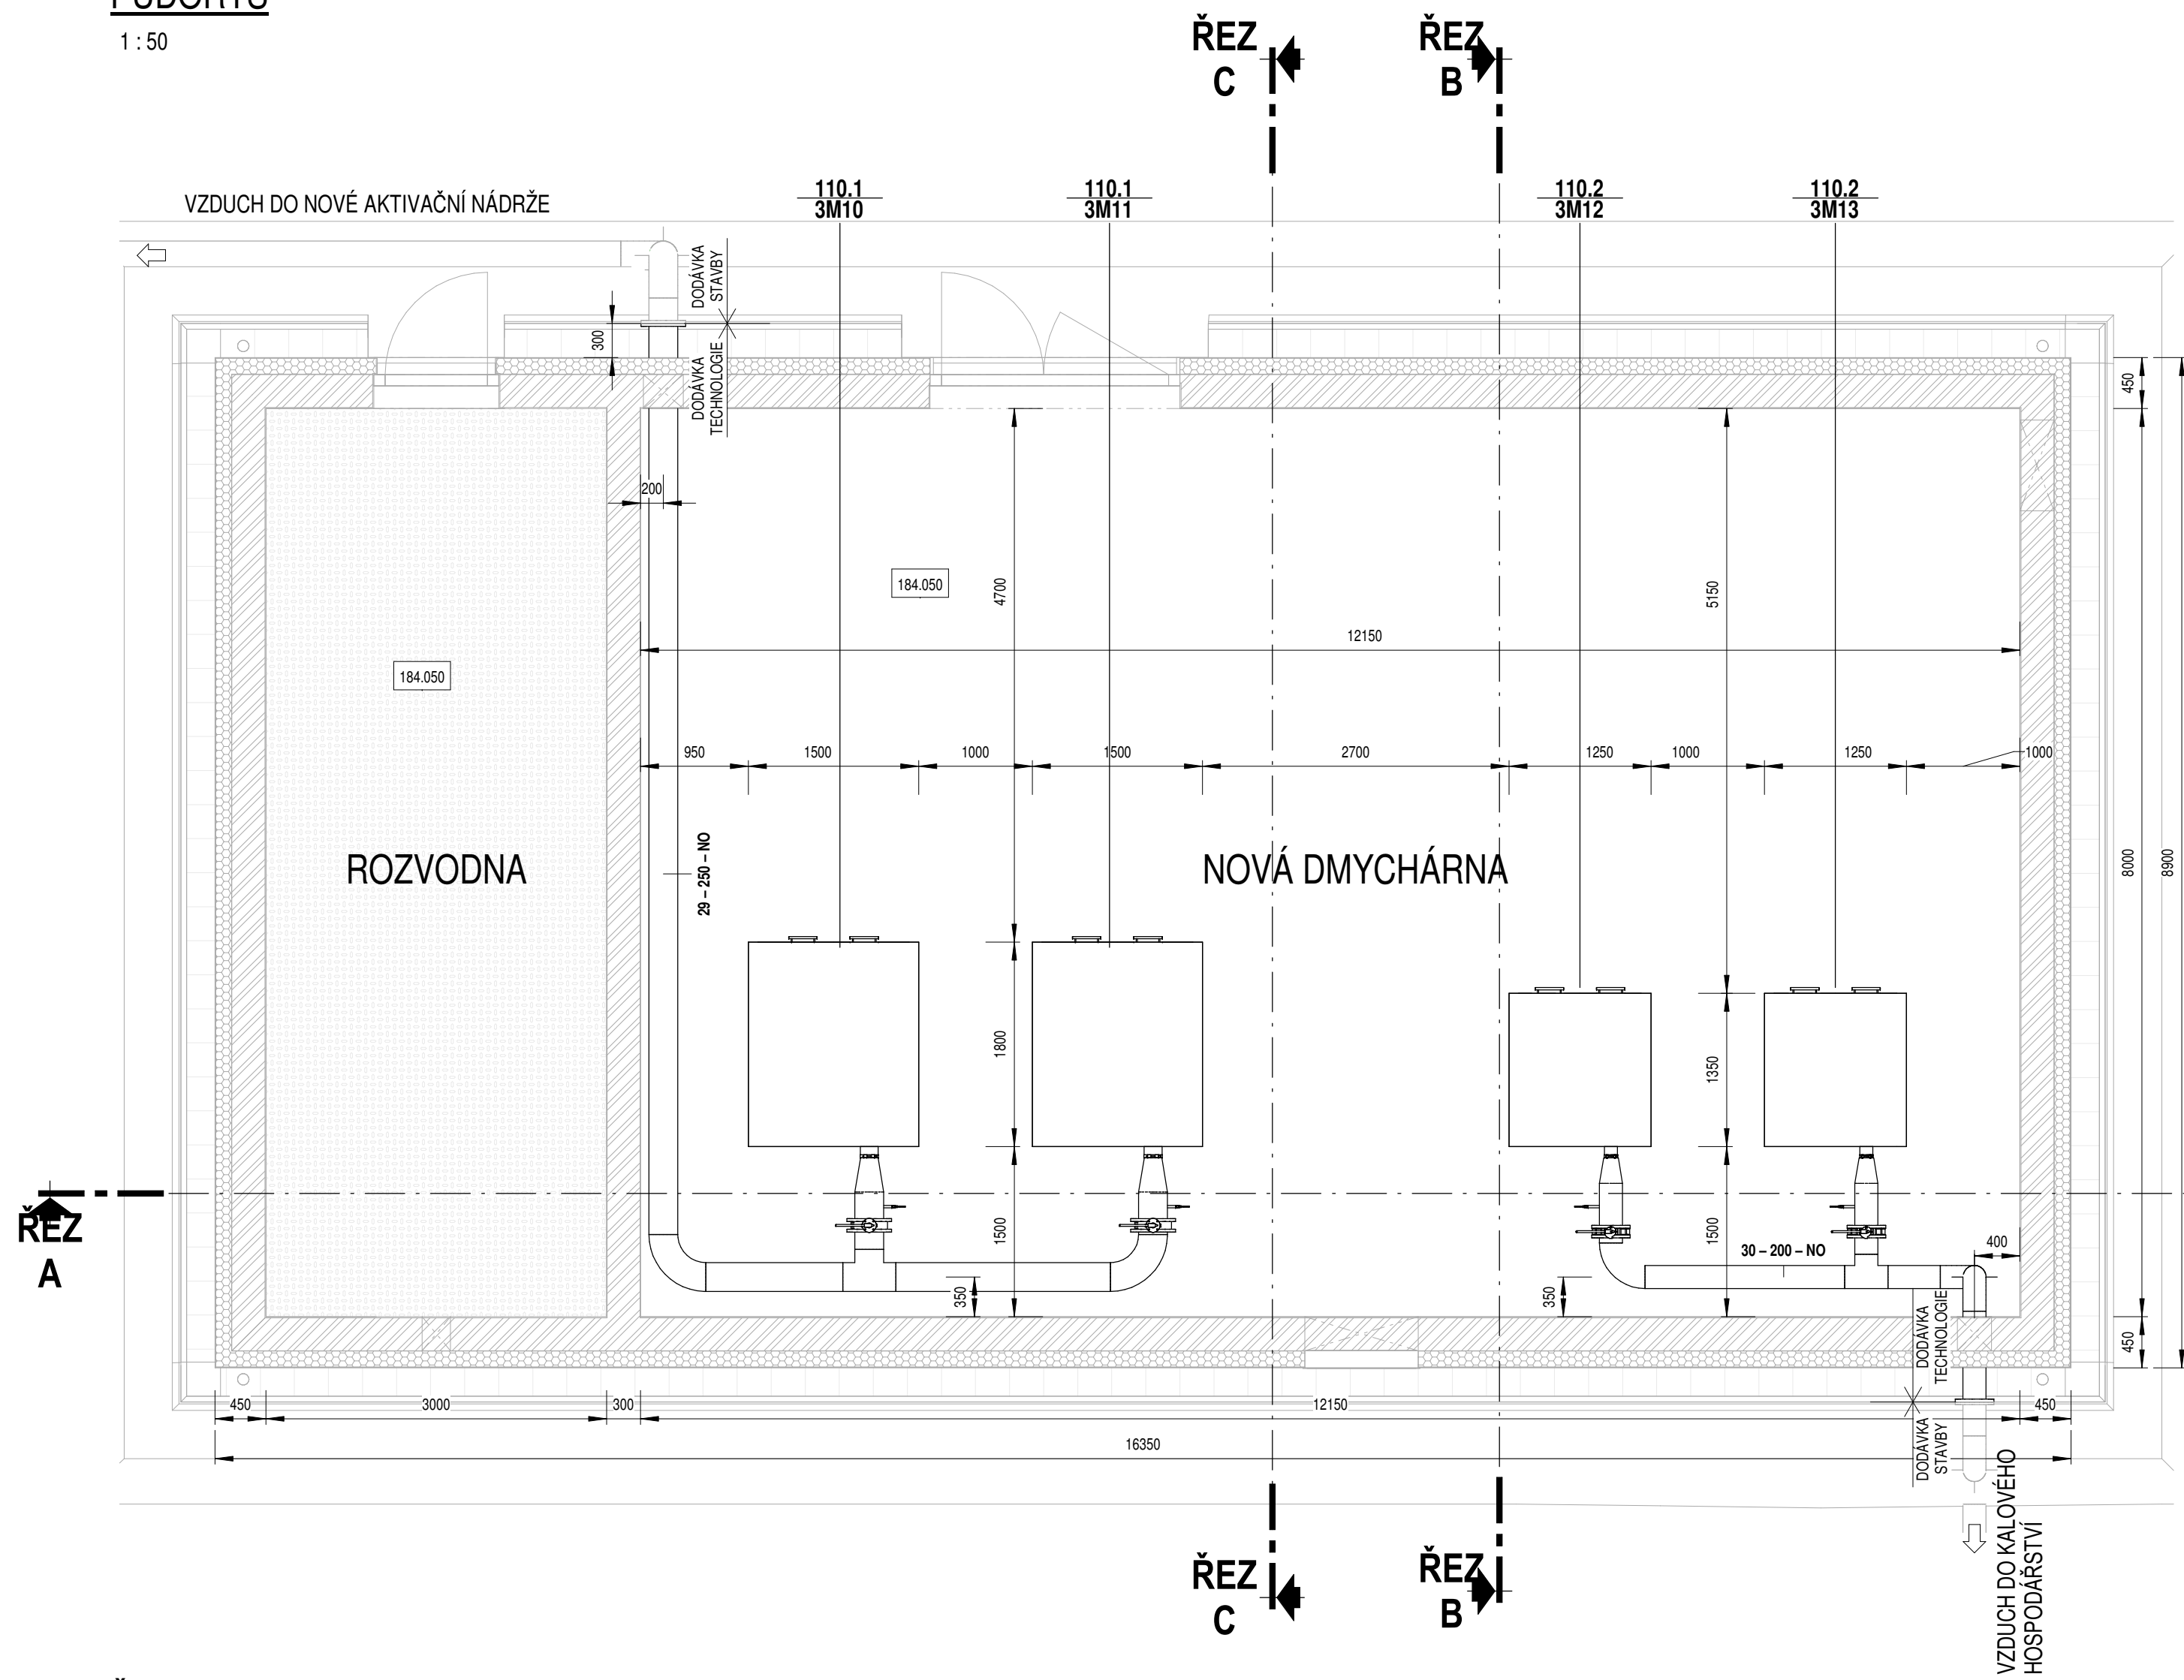 PŮDORYS
1 : 50
ŘEZ
C
ŘEZ
B
VZDUCH DO NOVÉ AKTIVAČNÍ NÁDRŽE
110.1
3M10
110.1
3M11
110.2
3M12
110.2
3M13
DODÁVKA
STAVBY
DODÁVKA
TECHNOLOGIE
300
450
200
184.050
4700
5150
12150
184.050
950
1500
1000
1500
2700
1250
1000
1250
1000
29 – 250 – NO
ROZVODNA
NOVÁ DMYCHÁRNA
8000
8900
1800
1350
ŘEZ
A
1500
1500
30 – 200 – NO
400
350
350
DODÁVKA
TECHNOLOGIE
450
450
3000
300
12150
450
16350
DODÁVKA
STAVBY
VZDUCH DO KALOVÉHO
HOSPODÁŘSTVÍ
ŘEZ
C
ŘEZ
B